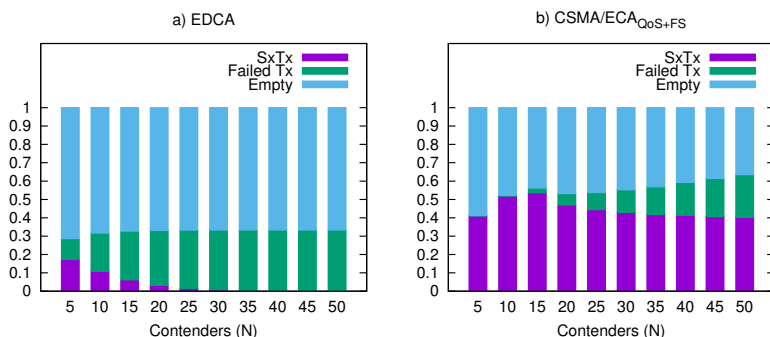 a) EDCA
SxTx
Failed Tx
Empty
1
0.9
0.8
0.7
0.6
0.5
0.4
0.3
0.2
0.1
0
5 10 15 20 25 30 35 40 45 50
Contenders (N)
b) CSMA/ECA_QoS+FS
SxTx
Failed Tx
Empty
1
0.9
0.8
0.7
0.6
0.5
0.4
0.3
0.2
0.1
0
5 10 15 20 25 30 35 40 45 50
Contenders (N)